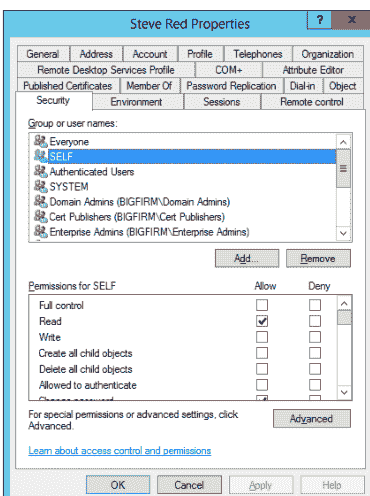 Steve Red Properties
? x
General Address Account Profile Telephones Organization
Remote Desktop Services Profile COM+ Attribute Editor
Published Certificates Member Of Password Replication Dial-in Object
Security Environment Sessions Remote control
Group or user names:
Everyone
SELF
Authenticated Users
SYSTEM
Domain Admins (BIGFIRM\Domain Admins)
Cert Publishers (BIGFIRM\Cert Publishers)
Enterprise Admins (BIGFIRM\Enterprise Admins)
Add... Remove
Permissions for SELF Allow Deny
Full control
Read
Write
Create all child objects
Delete all child objects
Allowed to authenticate
Change password
For special permissions or advanced settings, click
Advanced.
Advanced
Learn about access control and permissions
OK Cancel Apply Help